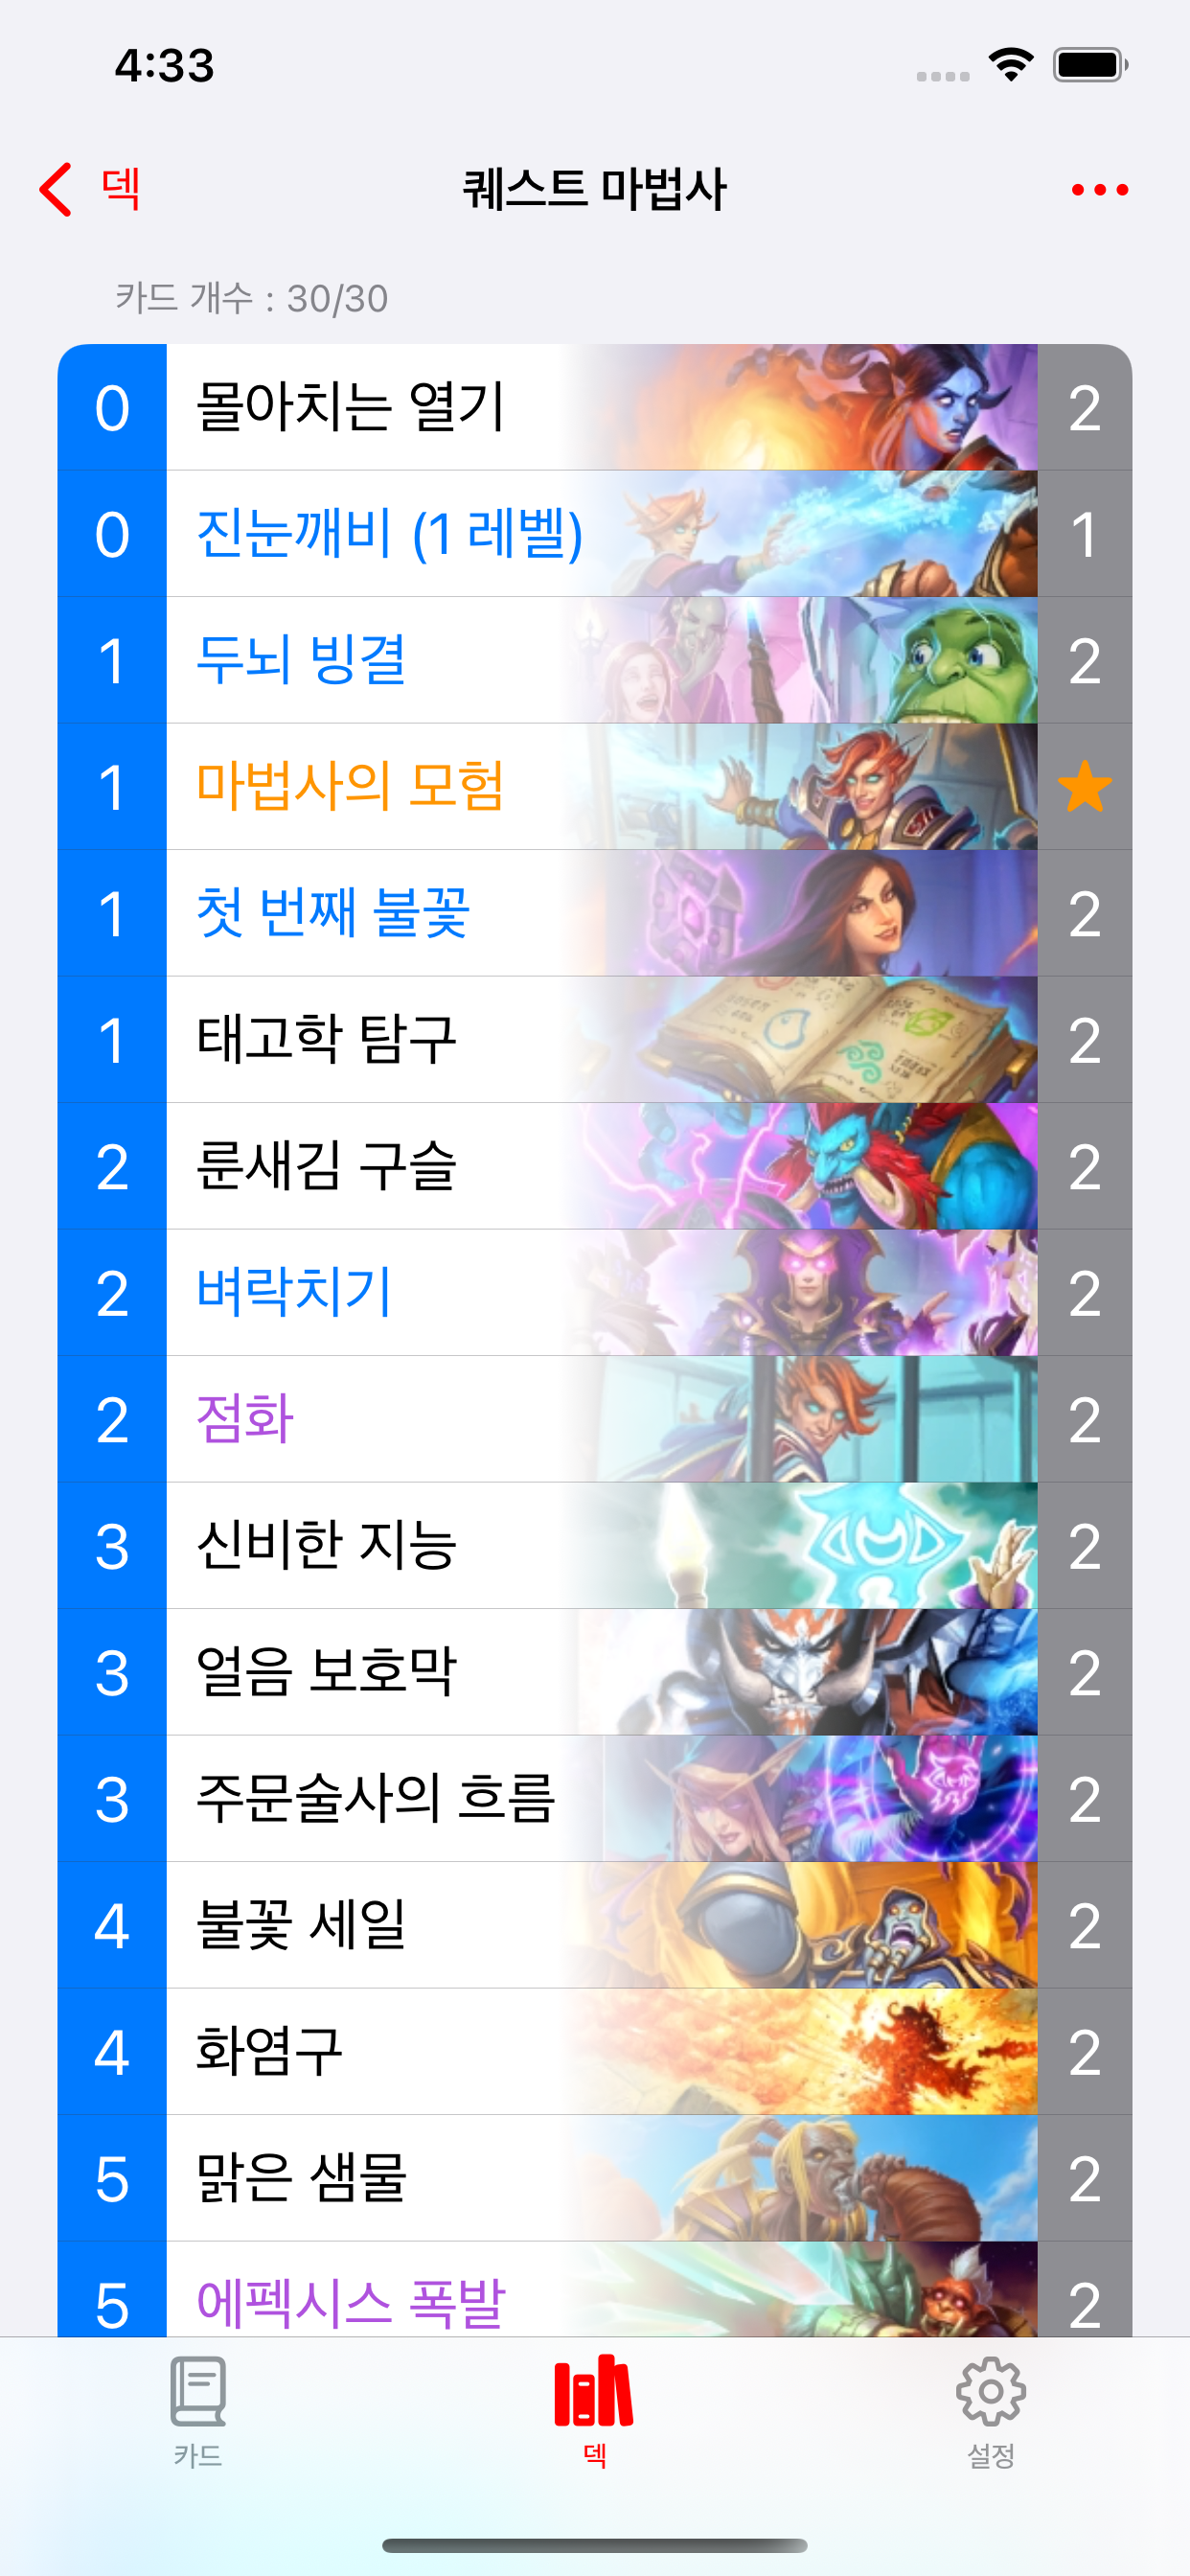 4:33
덱
퀘스트 마법사
카드 개수 : 30/30
0 몰아치는 열기 2
0 진눈깨비 (1 레벨) 1
1 두뇌 빙결 2
1 마법사의 모험
1 첫 번째 불꽃 2
1 태고학 탐구 2
2 룬새김 구슬 2
2 벼락치기 2
2 점화 2
3 신비한 지능 2
3 얼음 보호막 2
3 주문술사의 흐름 2
4 불꽃 세일 2
4 화염구 2
5 맑은 샘물 2
5 에펙시스 폭발 2
카드
덱
설정